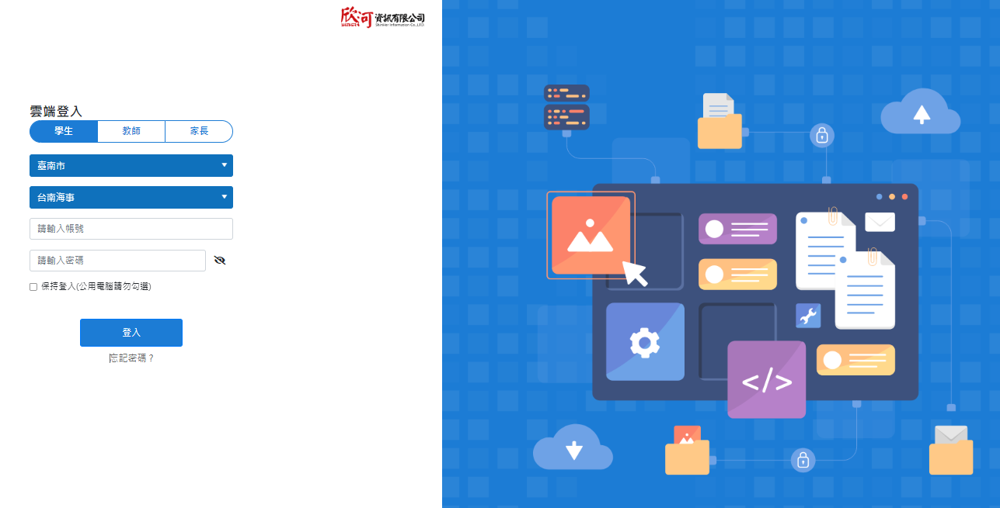 欣河資訊有限公司
SHINHER ShinHer Information Co.,LTD.
雲端登入
學生 教師 家長
臺南市
台南海事
請輸入帳號
請輸入密碼
保持登入(公用電腦請勿勾選)
登入
忘記密碼？
</>